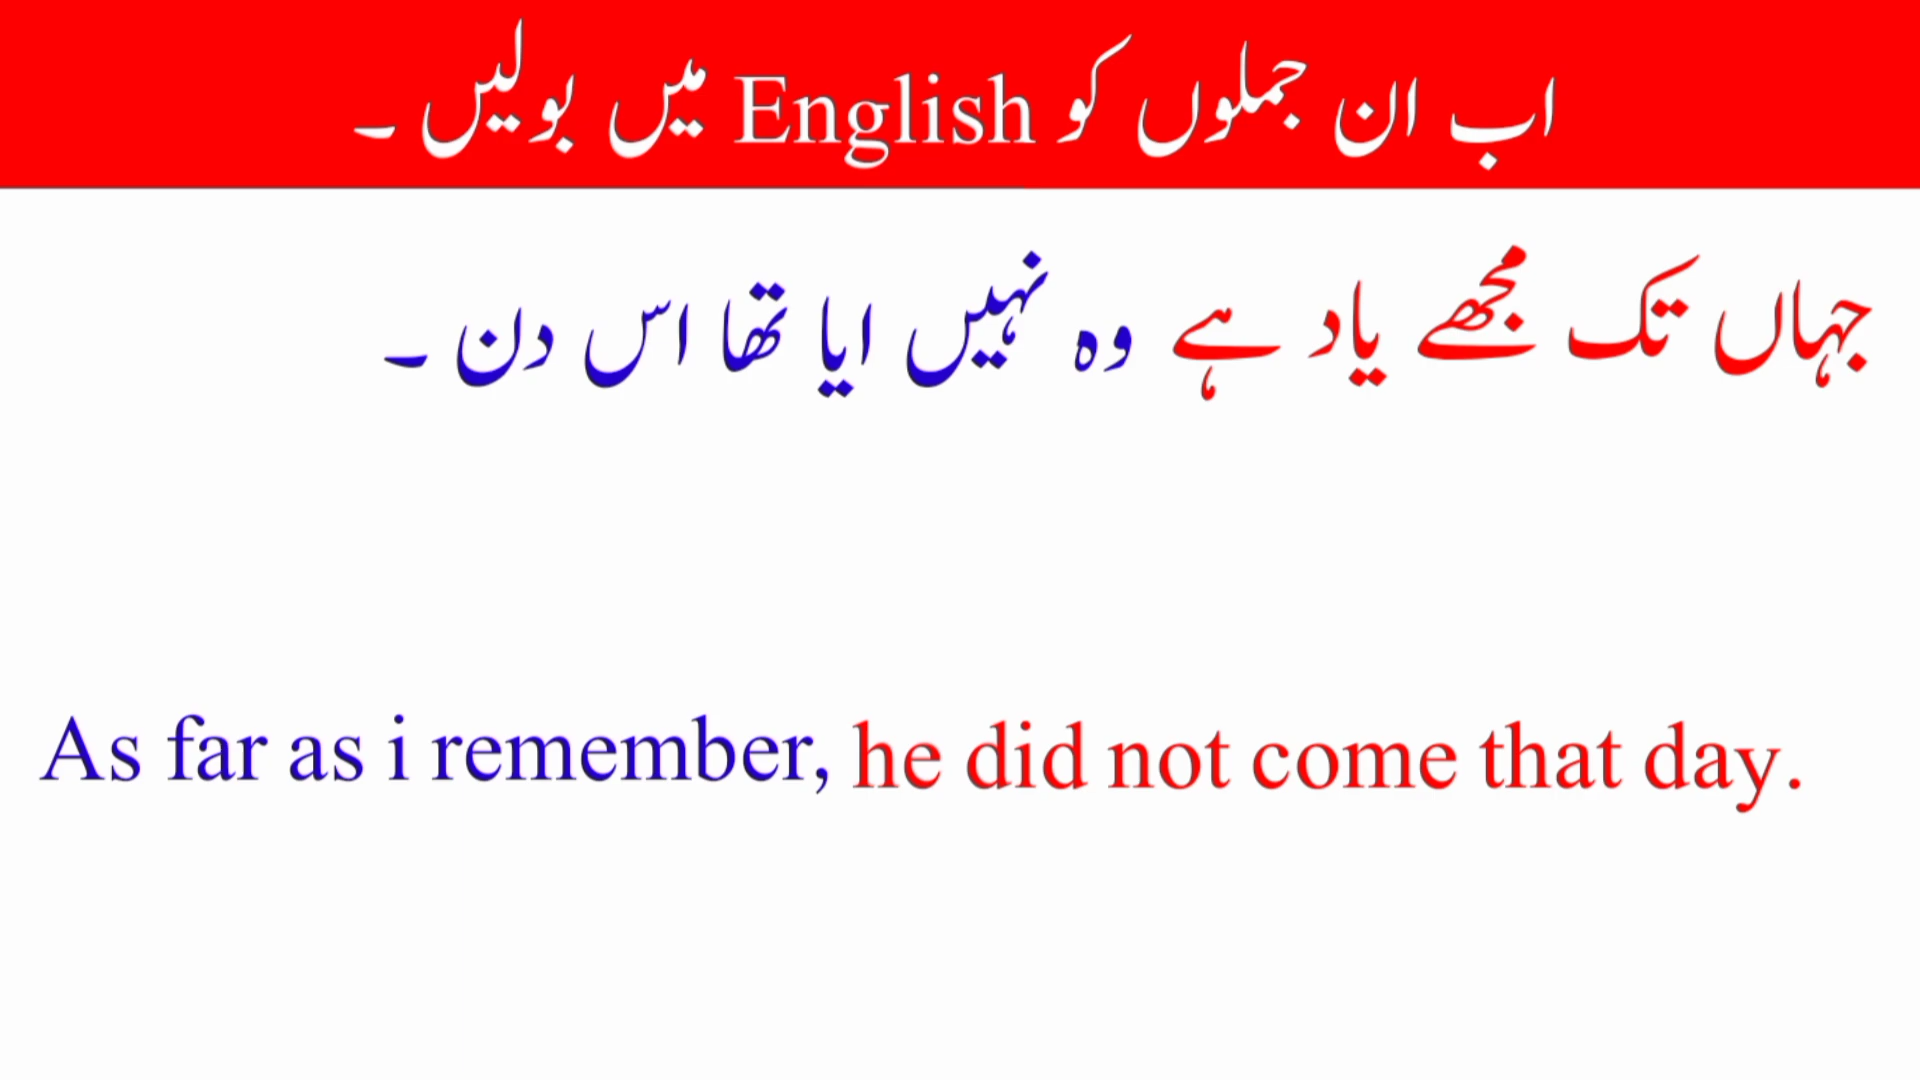 اب ان جملوں کو English میں بولیں ۔
جہاں تک مجھے یاد ہے وہ نہیں ایا تھا اس دن ۔
As far as i remember, he did not come that day.